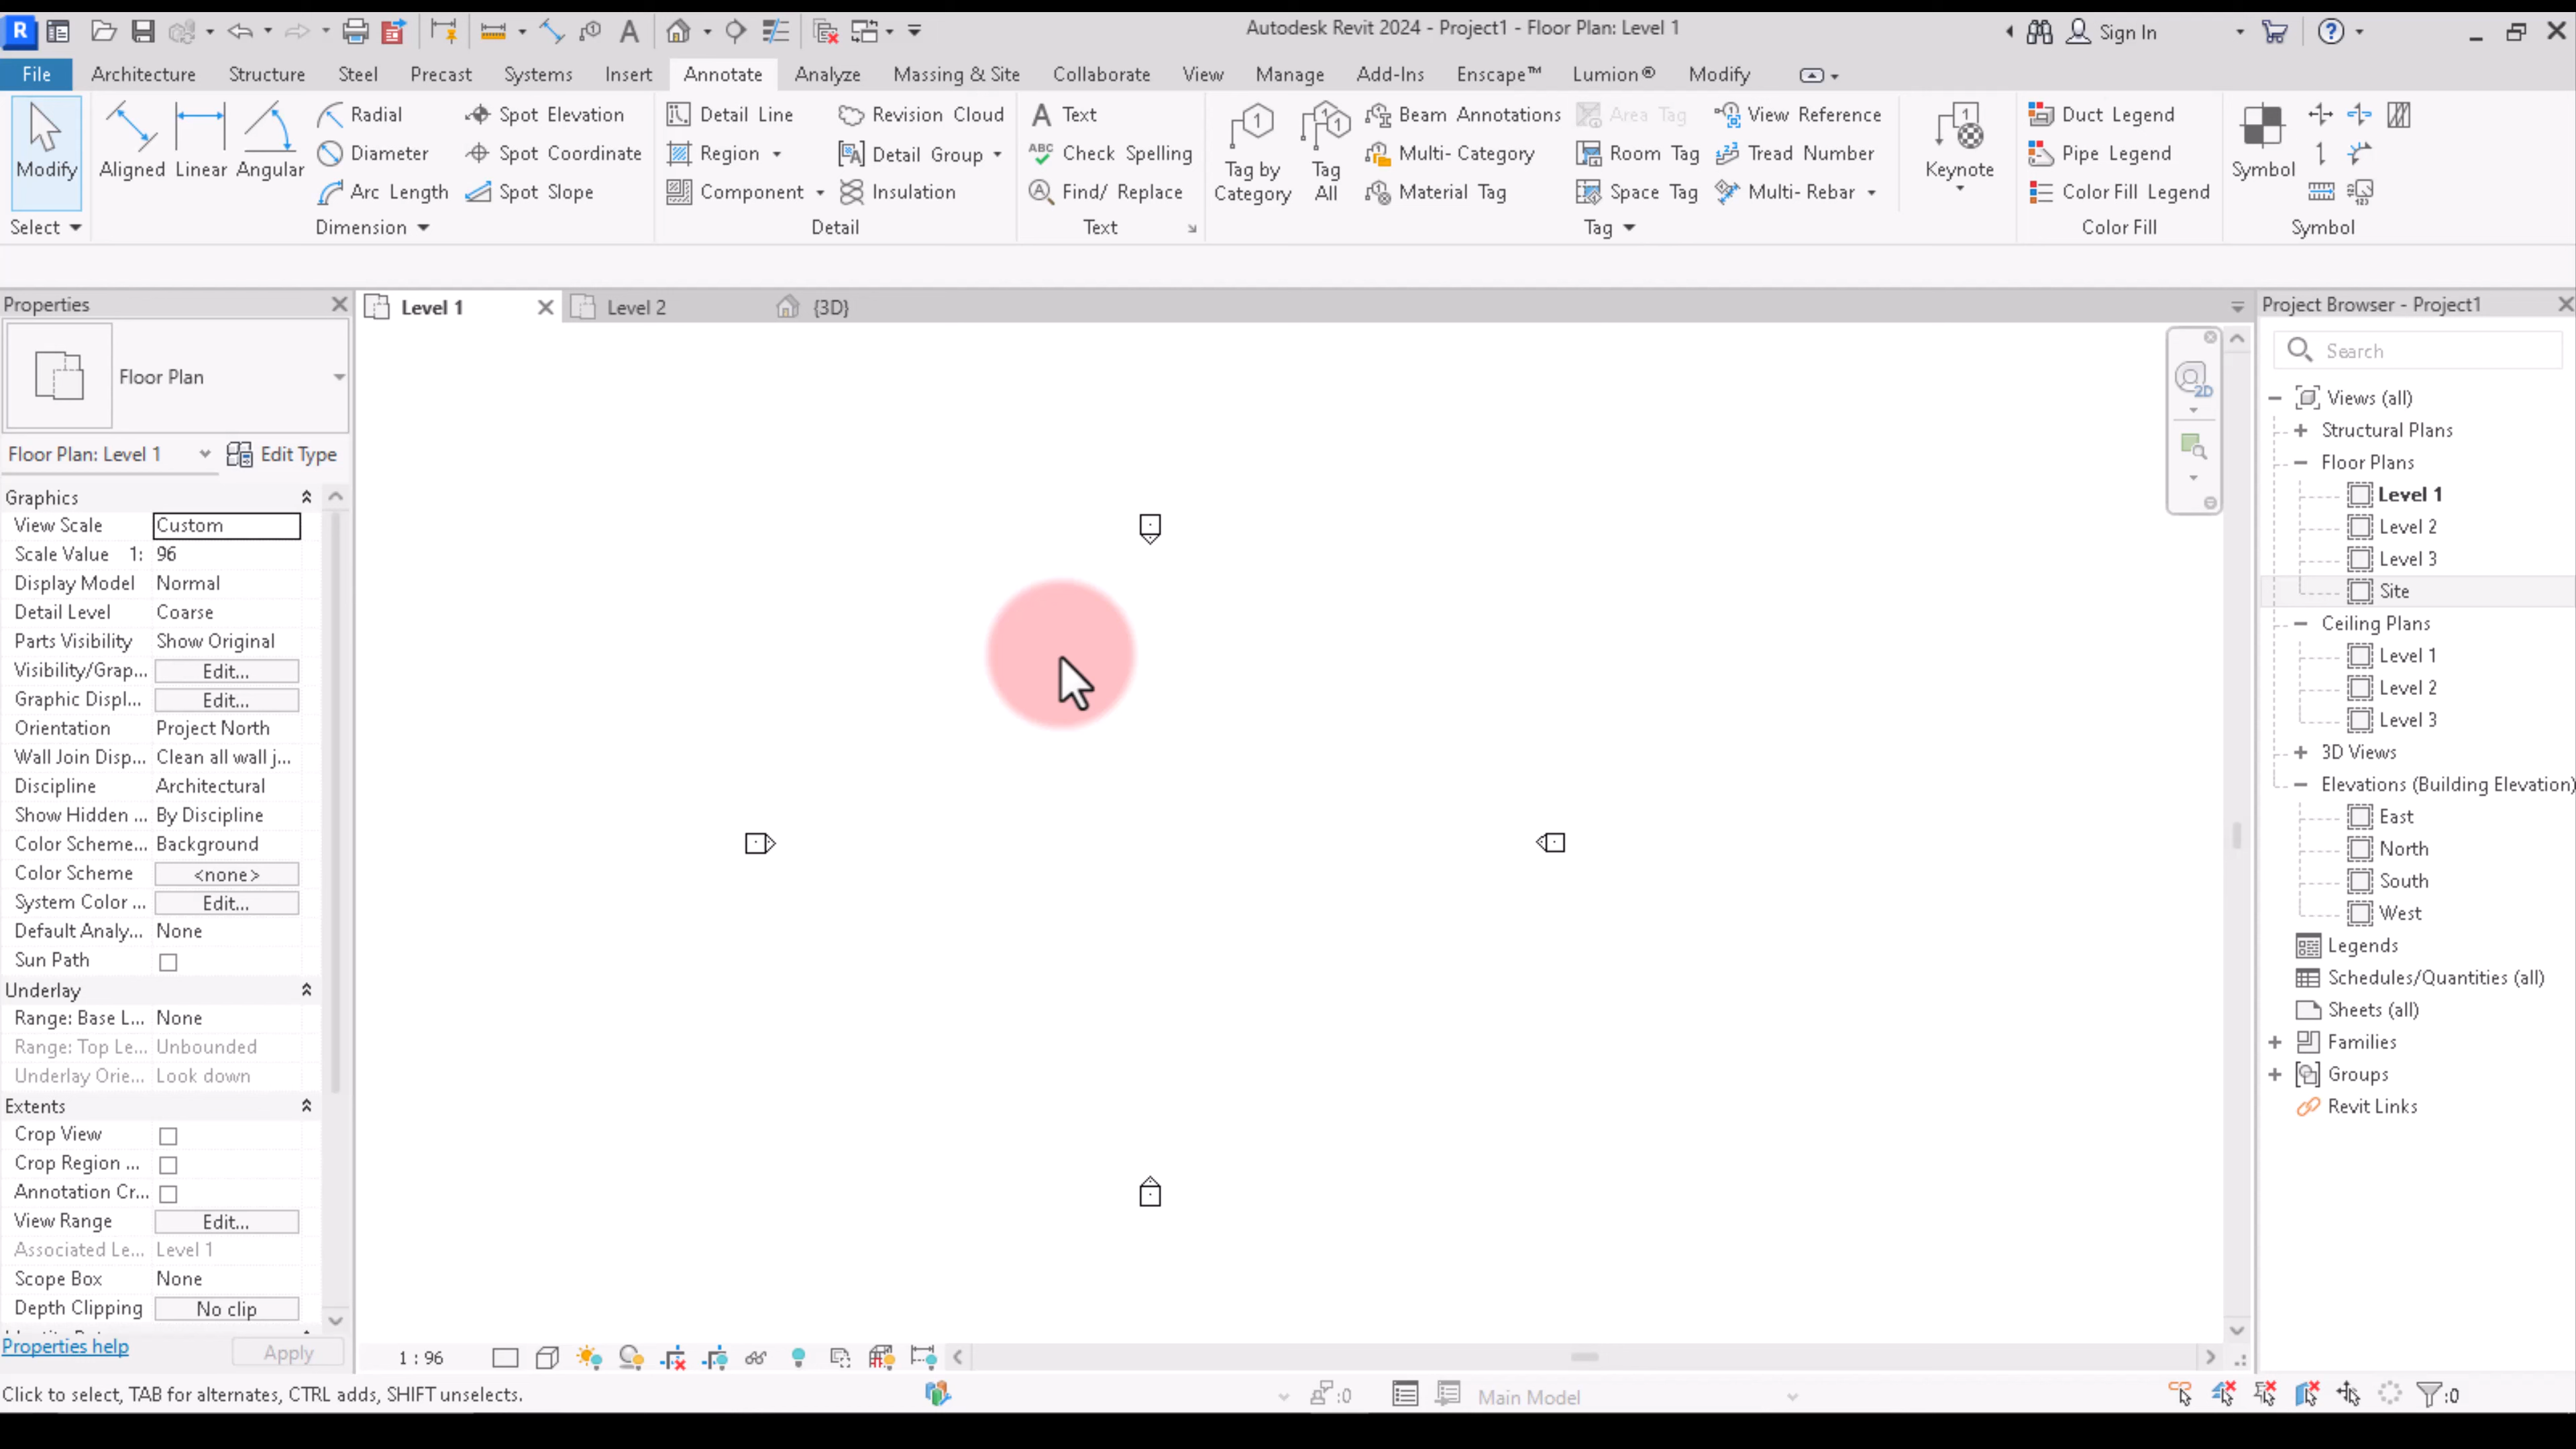 Autodesk Revit 2024 - Project1 - Floor Plan: Level 1
Sign In
File Architecture Structure Steel Precast Systems Insert Annotate Analyze Massing & Site Collaborate View Manage Add-Ins Enscape™ Lumion® Modify
Modify
Aligned Linear Angular
Radial
Diameter
Arc Length
Spot Elevation
Spot Coordinate
Spot Slope
Detail Line
Region
Component
Revision Cloud
Detail Group
Insulation
Text
Check Spelling
Find/ Replace
Tag by Category
Tag All
Beam Annotations
Multi- Category
Material Tag
Area Tag
Room Tag
Space Tag
View Reference
Tread Number
Multi- Rebar
Keynote
Duct Legend
Pipe Legend
Color Fill Legend
Symbol
Select Dimension Detail Text Tag Color Fill Symbol
Properties
Floor Plan
Floor Plan: Level 1 Edit Type
Graphics
View Scale Custom
Scale Value 1: 96
Display Model Normal
Detail Level Coarse
Parts Visibility Show Original
Visibility/Grap... Edit...
Graphic Displ... Edit...
Orientation Project North
Wall Join Disp... Clean all wall j...
Discipline Architectural
Show Hidden ... By Discipline
Color Scheme... Background
Color Scheme <none>
System Color ... Edit...
Default Analy... None
Sun Path
Underlay
Range: Base L... None
Range: Top Le... Unbounded
Underlay Orie... Look down
Extents
Crop View
Crop Region ...
Annotation Cr...
View Range Edit...
Associated Le... Level 1
Scope Box None
Depth Clipping No clip
Properties help Apply
Level 1 Level 2 {3D}
2D
1 : 96
Project Browser - Project1
Search
Views (all)
Structural Plans
Floor Plans
Level 1
Level 2
Level 3
Site
Ceiling Plans
Level 1
Level 2
Level 3
3D Views
Elevations (Building Elevation)
East
North
South
West
Legends
Schedules/Quantities (all)
Sheets (all)
Families
Groups
Revit Links
Click to select, TAB for alternates, CTRL adds, SHIFT unselects.
:0
Main Model
:0